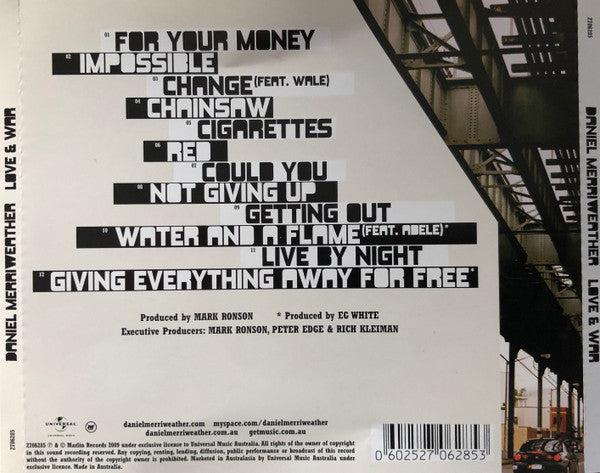 01 FOR YOUR MONEY
02 IMPOSSIBLE
03 CHANGE (FEAT. WALE)
04 CHAINSAW
05 CIGARETTES
06 RED
07 COULD YOU
08 NOT GIVING UP
09 GETTING OUT
10 WATER AND A FLAME (FEAT. ADELE)*
11 LIVE BY NIGHT
12 GIVING EVERYTHING AWAY FOR FREE*
Produced by MARK RONSON * Produced by EG WHITE
Executive Producers: MARK RONSON, PETER EDGE & RICH KLEIMAN
UNIVERSAL
danielmerriweather.com myspace.com/danielmerriweather
danielmerriweather.com.au getmusic.com.au
2706285 ℗ & © Marlin Records 2009 under exclusive licence to Universal Music Australia. All rights of the owner of copyright
in this sound recording reserved. Any copying, renting, lending, diffusion, public performance or broadcast of this record
without the authority of the copyright owner is prohibited. Marketed in Australasia by Universal Music Australia under
exclusive licence. Made in Australia.
0 602527 062853
DANIEL MERRIWEATHER LOVE & WAR
2706285
2706285
DANIEL MERRIWEATHER LOVE & WAR